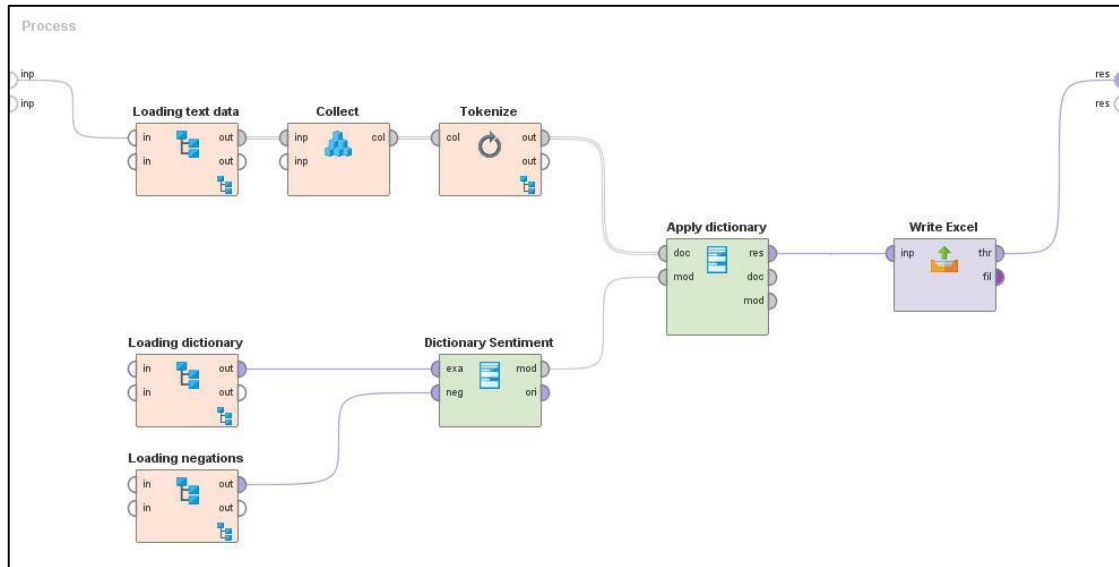 Process
inp
inp
res
res
Loading text data
in out
in out
Collect
inp col
inp
Tokenize
col out
out
Apply dictionary
doc res
mod doc
mod
Write Excel
inp thr
fil
Loading dictionary
in out
in out
Dictionary Sentiment
exa mod
neg ori
Loading negations
in out
in out